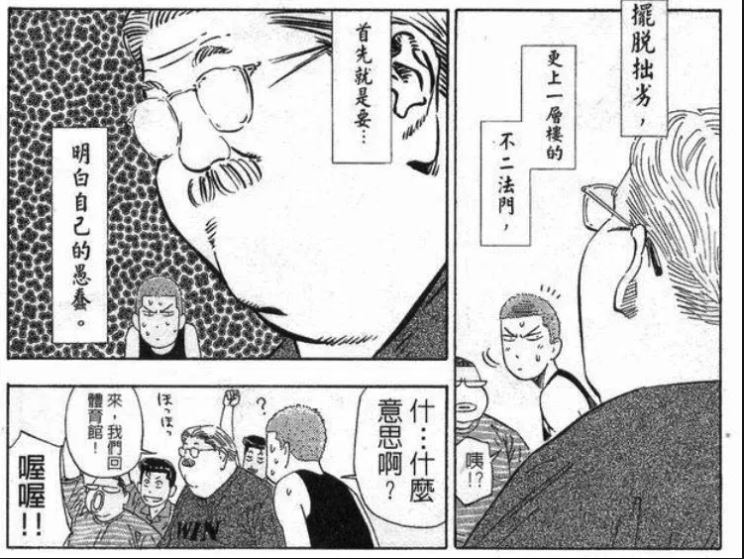 擺脱拙劣，
更上一層樓的
不二法門，
咦!?
首先就是要…
明白自己的愚蠢。
什…什麼
意思啊？
?
ほっほっ
來，我們回
體育館！
喔喔!!
WIN